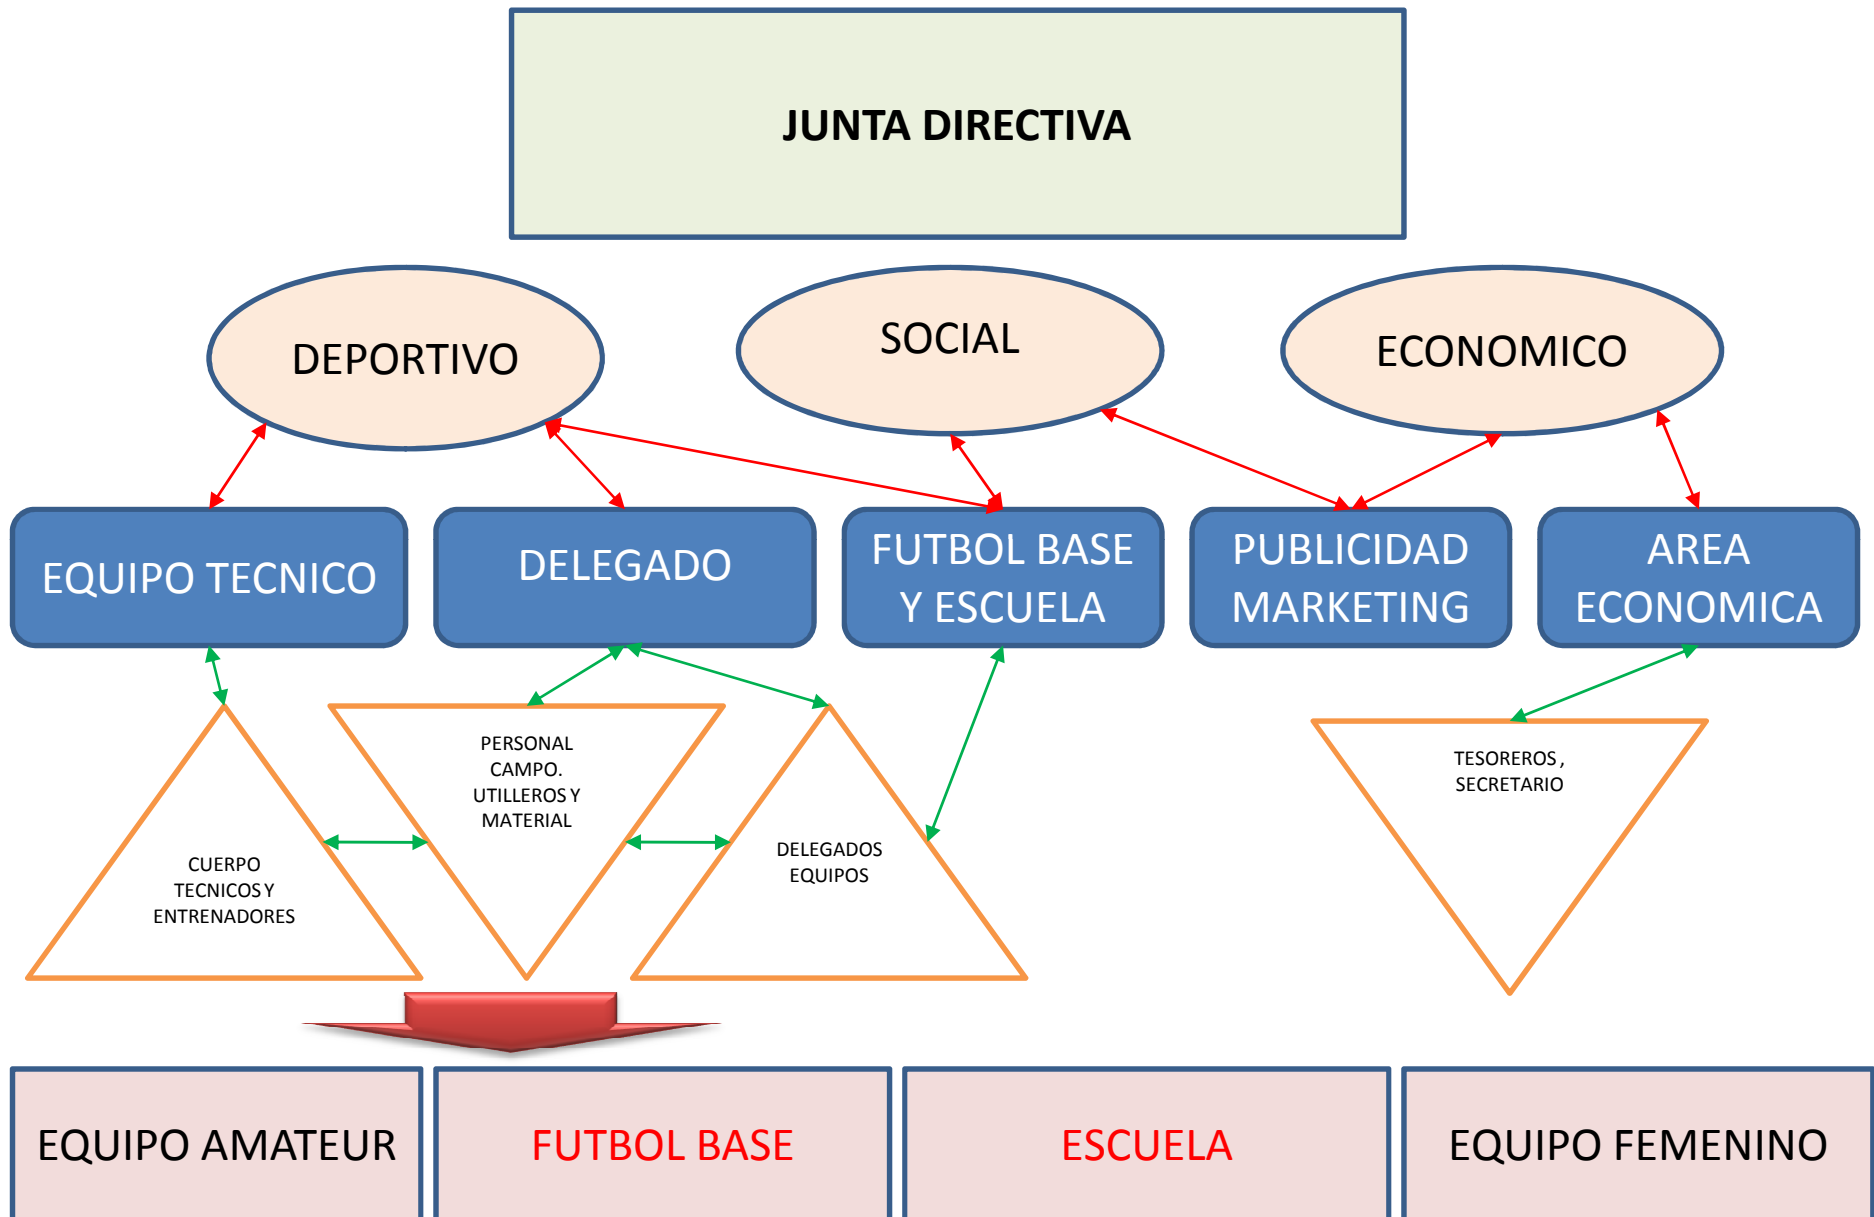 JUNTA DIRECTIVA
DEPORTIVO
SOCIAL
ECONOMICO
EQUIPO TECNICO
DELEGADO
FUTBOL BASE
Y ESCUELA
PUBLICIDAD
MARKETING
AREA
ECONOMICA
CUERPO
TECNICOS Y
ENTRENADORES
PERSONAL
CAMPO.
UTILLEROS Y
MATERIAL
DELEGADOS
EQUIPOS
TESOREROS ,
SECRETARIO
EQUIPO AMATEUR
FUTBOL BASE
ESCUELA
EQUIPO FEMENINO